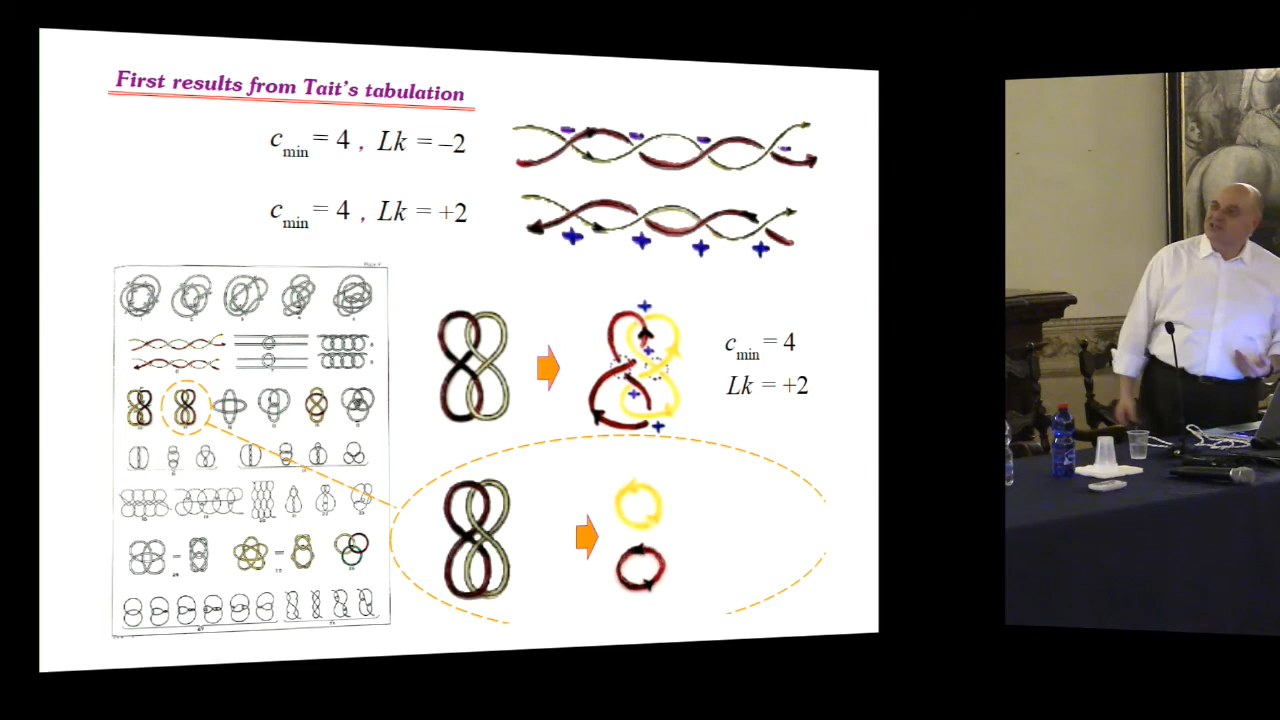 First results from Tait's tabulation
c_min = 4 , Lk = –2
c_min = 4 , Lk = +2
c_min = 4
Lk = +2